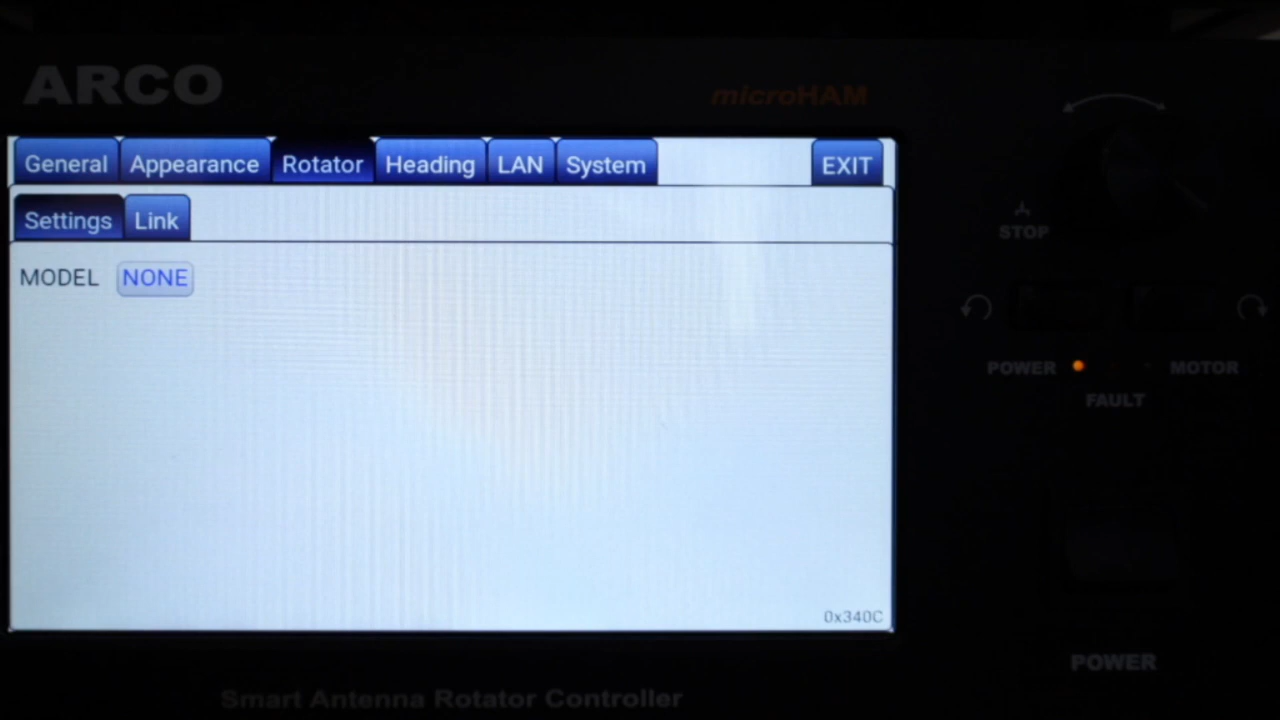 ARCO
microHAM
General Appearance Rotator Heading LAN System EXIT
Settings Link
MODEL NONE
0x340C
STOP
POWER MOTOR
FAULT
POWER
Smart Antenna Rotator Controller